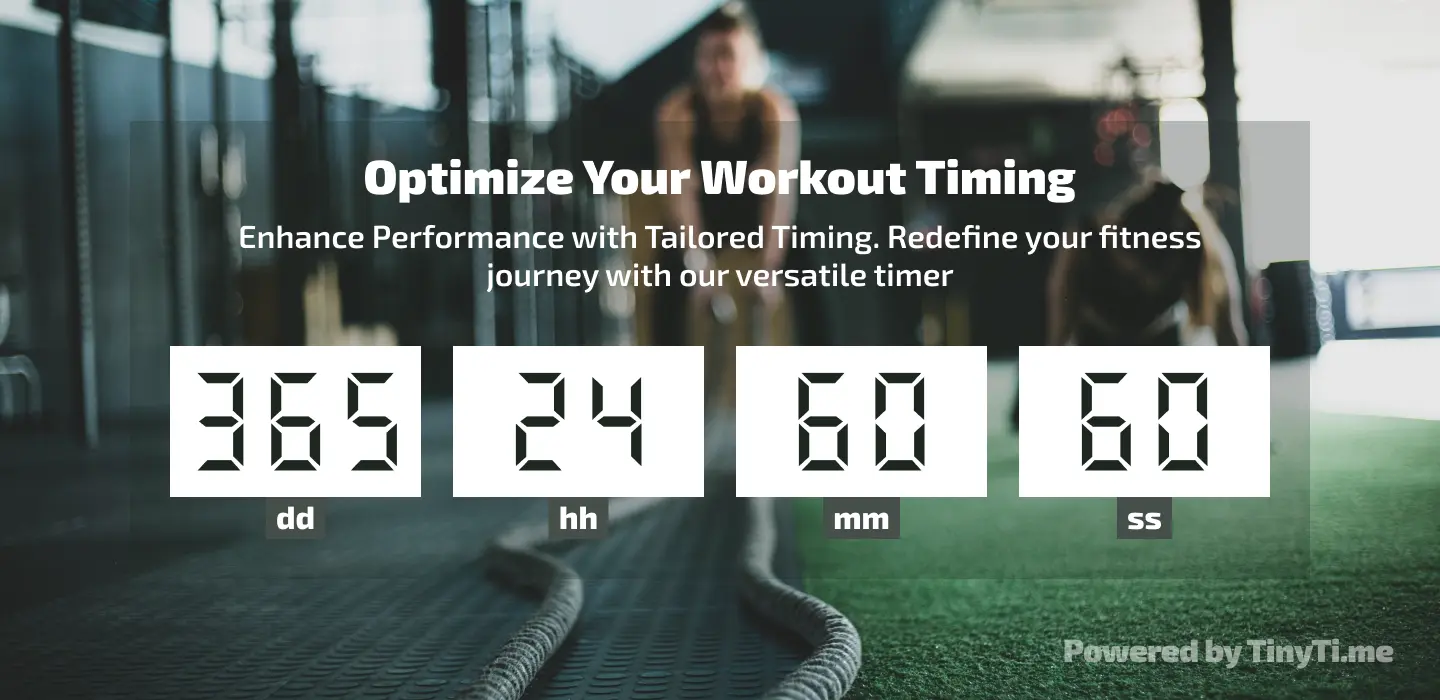 Optimize Your Workout Timing
Enhance Performance with Tailored Timing. Redefine your fitness
journey with our versatile timer
365 24 60 60
dd hh mm ss
Powered by TinyTi.me